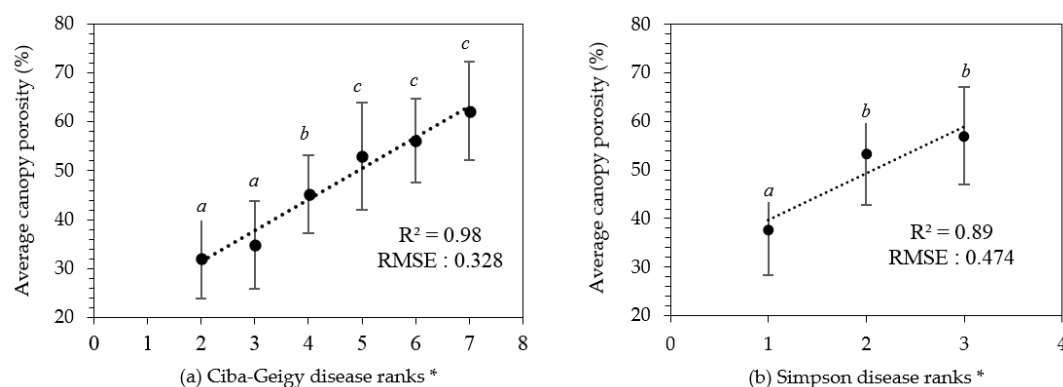 Average canopy porosity (%)
80
70
60
50
40
30
20
a
a
b
c
c
c
R² = 0.98
RMSE : 0.328
0 1 2 3 4 5 6 7 8
(a) Ciba-Geigy disease ranks *
Average canopy porosity (%)
80
70
60
50
40
30
20
a
b
b
R² = 0.89
RMSE : 0.474
0 1 2 3 4
(b) Simpson disease ranks *